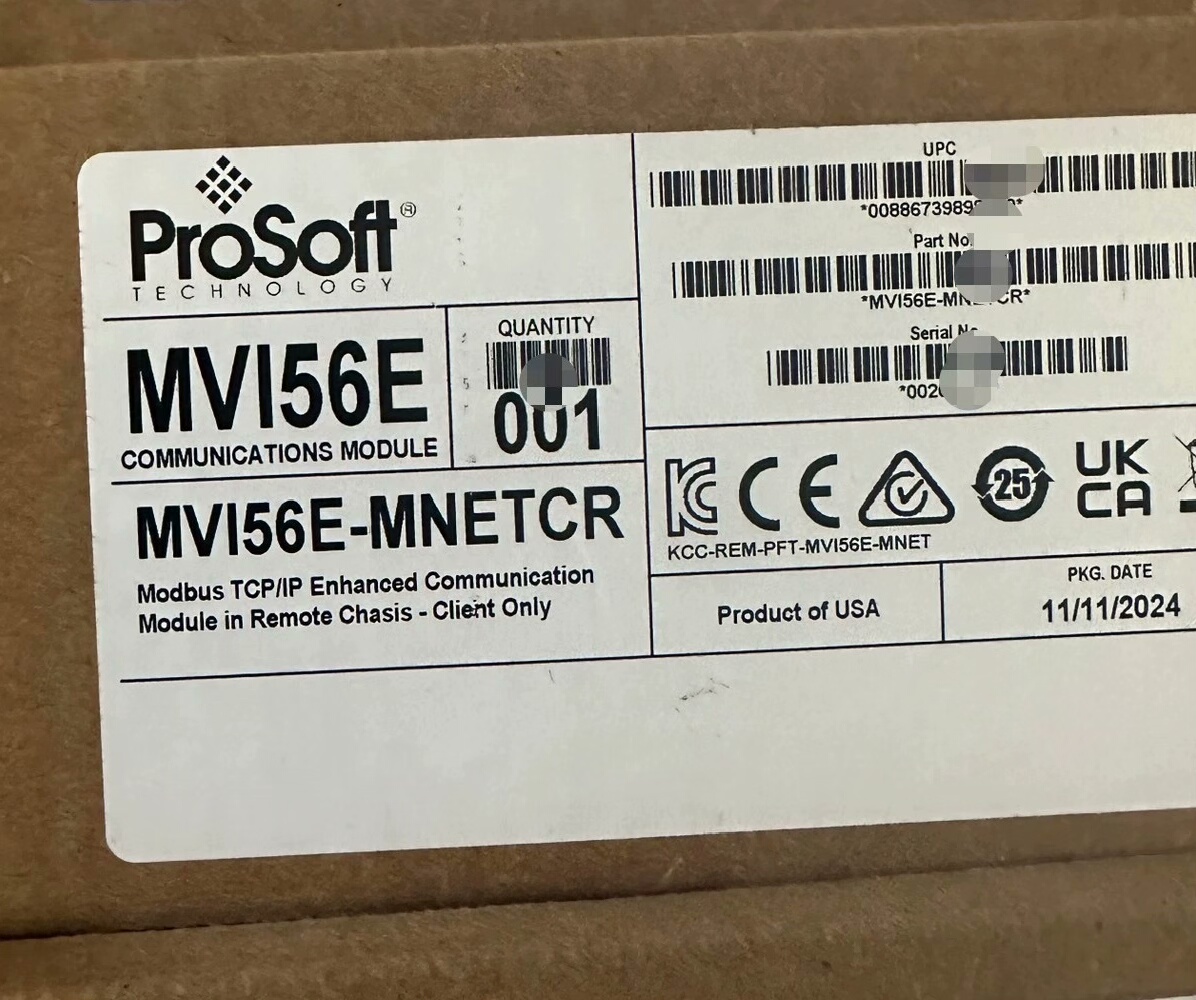 ProSoft®
TECHNOLOGY
MVI56E
COMMUNICATIONS MODULE
QUANTITY
001
MVI56E-MNETCR
Modbus TCP/IP Enhanced Communication
Module in Remote Chasis - Client Only
UPC
Part No.
Serial
KCC-REM-PFT-MVI56E-MNET
25
UK
CA
CE
Product of USA
PKG. DATE
11/11/2024